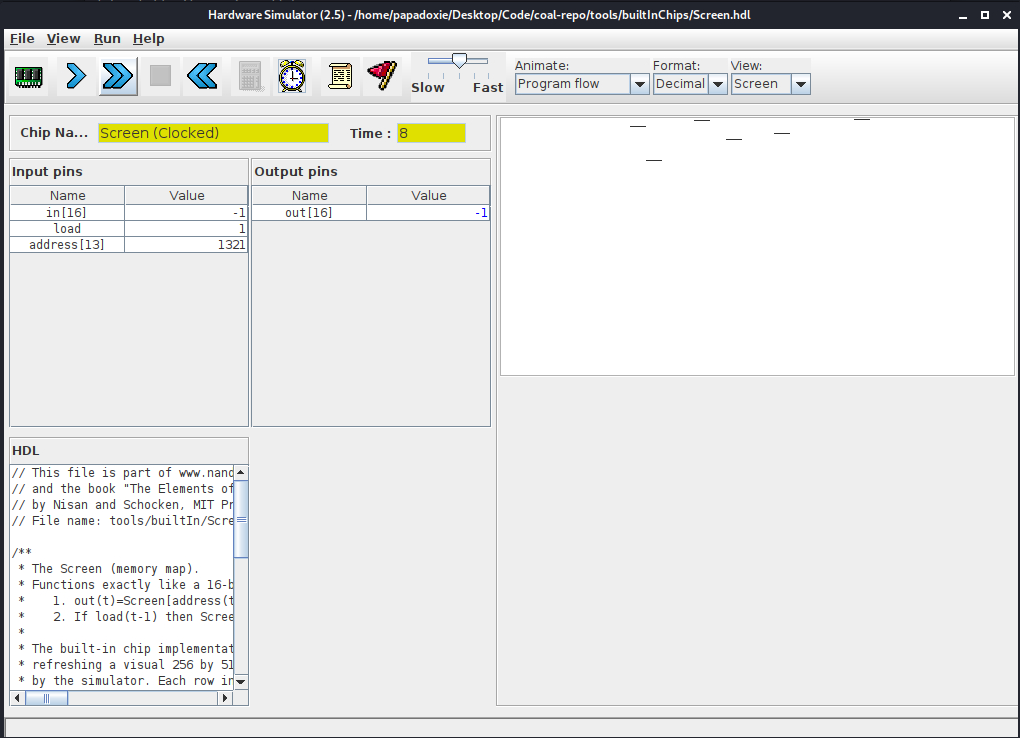 Hardware Simulator (2.5) - /home/papadoxie/Desktop/Code/coal-repo/tools/builtInChips/Screen.hdl
File View Run Help
Slow Fast
Animate: Format: View:
Program flow Decimal Screen
Chip Na... Screen (Clocked) Time : 8
Input pins
Name Value
in[16] -1
load 1
address[13] 1321
Output pins
Name Value
out[16] -1
HDL
// This file is part of www.nand
// and the book "The Elements of
// by Nisan and Schocken, MIT Pr
// File name: tools/builtIn/Scre
/**
* The Screen (memory map).
* Functions exactly like a 16-b
* 1. out(t)=Screen[address(t
* 2. If load(t-1) then Scree
*
* The built-in chip implementat
* refreshing a visual 256 by 51
* by the simulator. Each row in